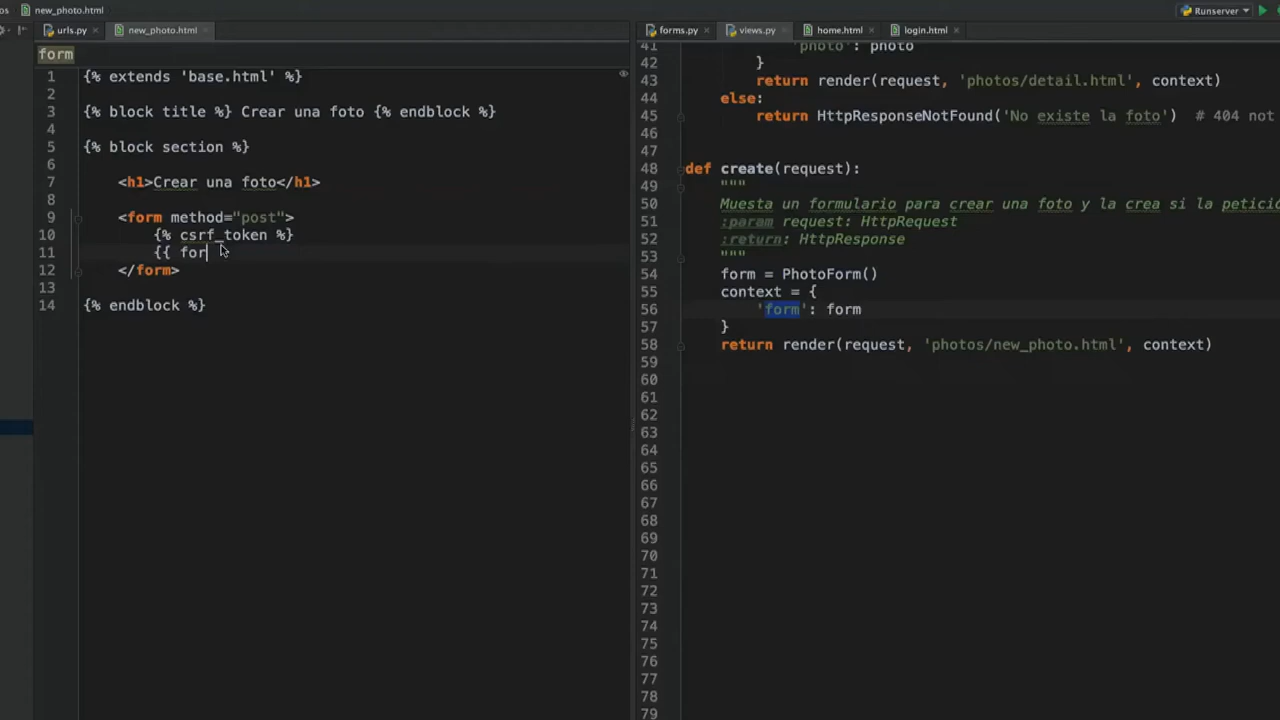 os new_photo.html
Runserver
urls.py
new_photo.html
form
1 {% extends 'base.html' %}
2
3 {% block title %} Crear una foto {% endblock %}
4
5 {% block section %}
6
7 <h1>Crear una foto</h1>
8
9 <form method="post">
10 {% csrf_token %}
11 {{ for
12 </form>
13
14 {% endblock %}
forms.py
views.py
home.html
login.html
41 'photo': photo
42 }
43 return render(request, 'photos/detail.html', context)
44 else:
45 return HttpResponseNotFound('No existe la foto') # 404 not
46
47
48 def create(request):
49 """
50 Muesta un formulario para crear una foto y la crea si la petició
51 :param request: HttpRequest
52 :return: HttpResponse
53 """
54 form = PhotoForm()
55 context = {
56 'form': form
57 }
58 return render(request, 'photos/new_photo.html', context)
59
60
61
62
63
64
65
66
67
68
69
70
71
72
73
74
75
76
77
78
79